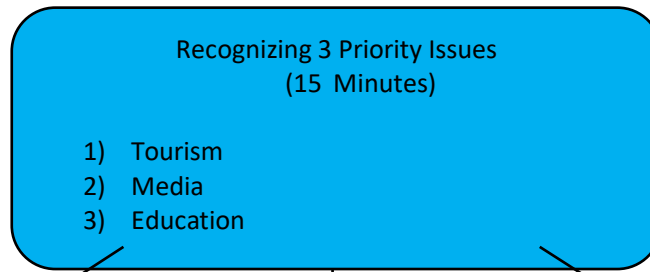 Recognizing 3 Priority Issues
(15 Minutes)
1) Tourism
2) Media
3) Education